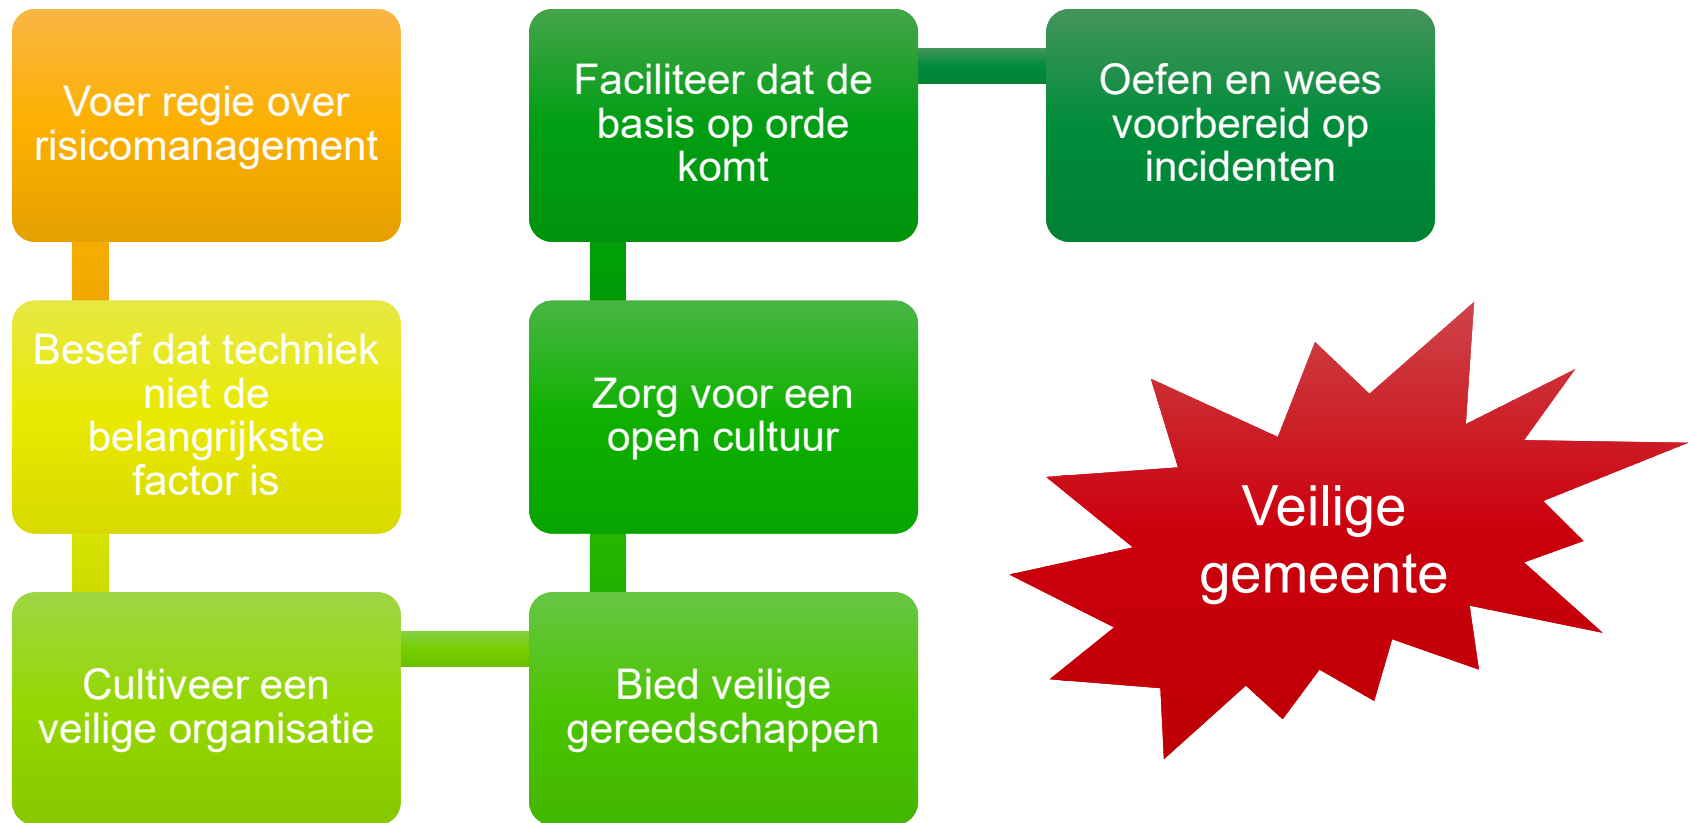 Voer regie over
risicomanagement
Besef dat techniek
niet de
belangrijkste
factor is
Cultiveer een
veilige organisatie
Bied veilige
gereedschappen
Zorg voor een
open cultuur
Faciliteer dat de
basis op orde
komt
Oefen en wees
voorbereid op
incidenten
Veilige
gemeente